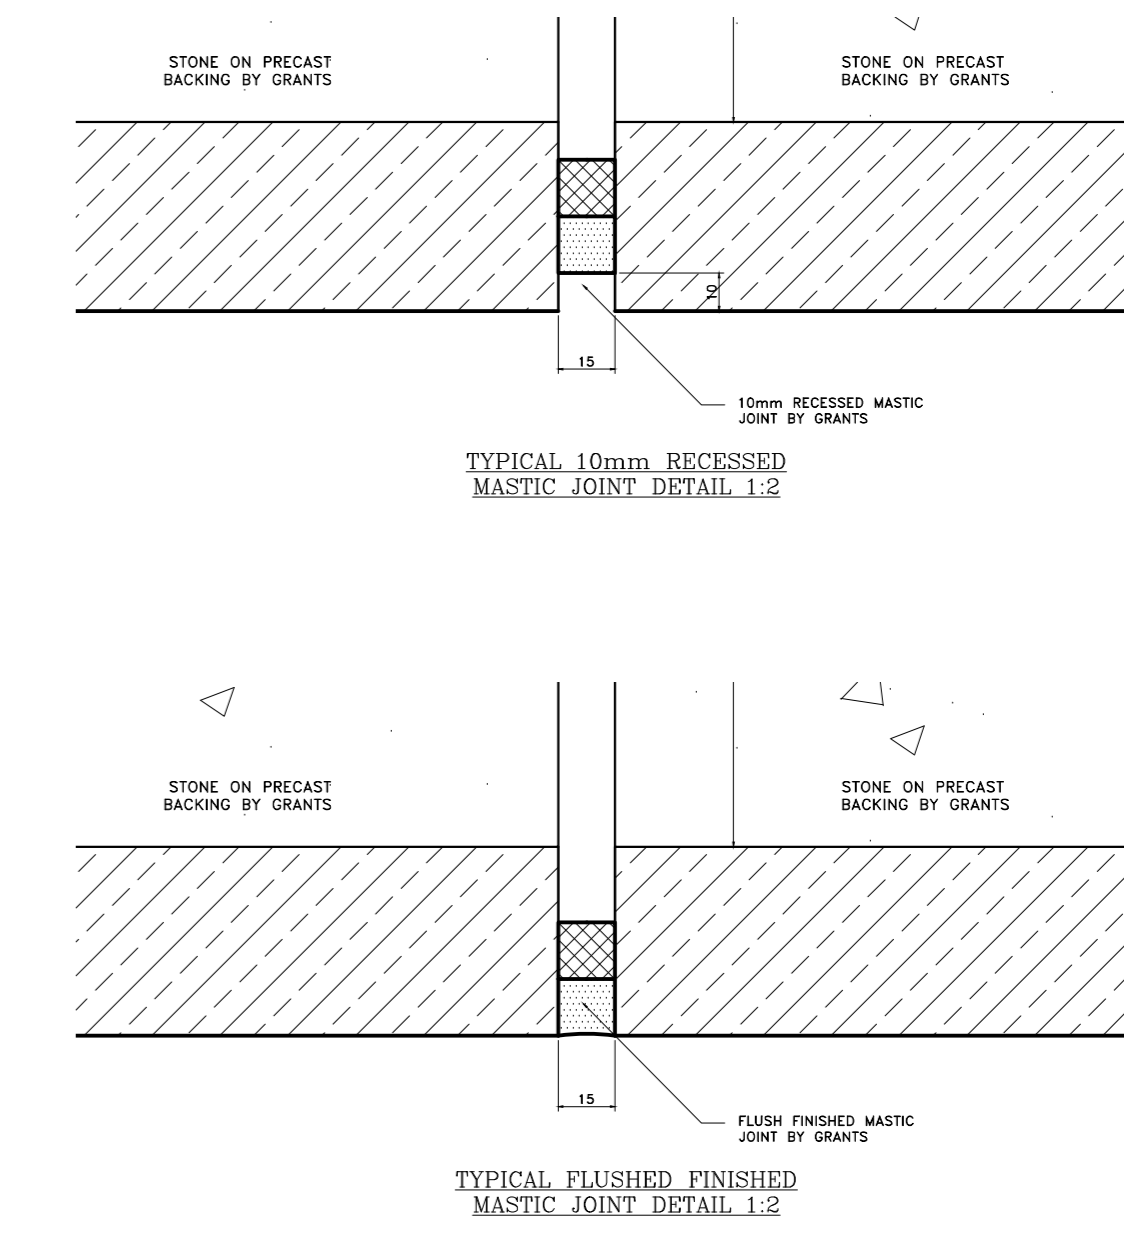 STONE ON PRECAST
BACKING BY GRANTS
STONE ON PRECAST
BACKING BY GRANTS
10
15
10mm RECESSED MASTIC
JOINT BY GRANTS
TYPICAL 10mm RECESSED
MASTIC JOINT DETAIL 1:2
STONE ON PRECAST
BACKING BY GRANTS
STONE ON PRECAST
BACKING BY GRANTS
15
FLUSH FINISHED MASTIC
JOINT BY GRANTS
TYPICAL FLUSHED FINISHED
MASTIC JOINT DETAIL 1:2